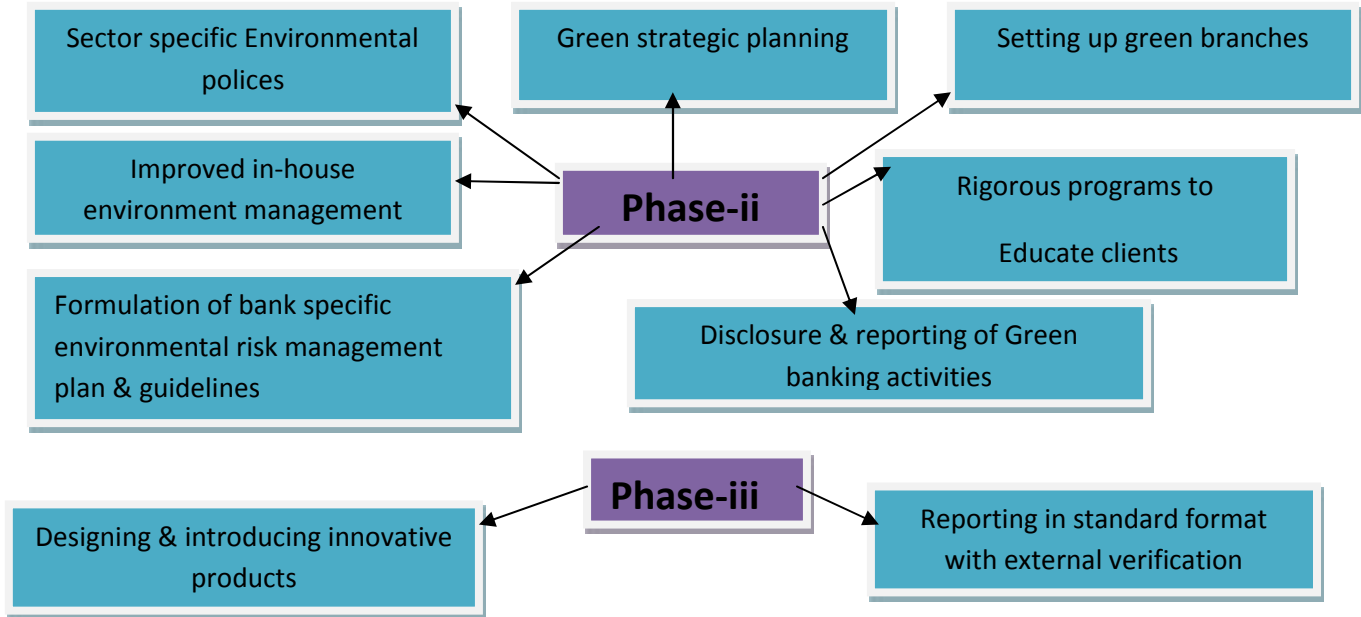 Sector specific Environmental
polices
Green strategic planning
Setting up green branches
Improved in-house
environment management
Phase-ii
Rigorous programs to
Educate clients
Formulation of bank specific
environmental risk management
plan & guidelines
Disclosure & reporting of Green
banking activities
Phase-iii
Designing & introducing innovative
products
Reporting in standard format
with external verification